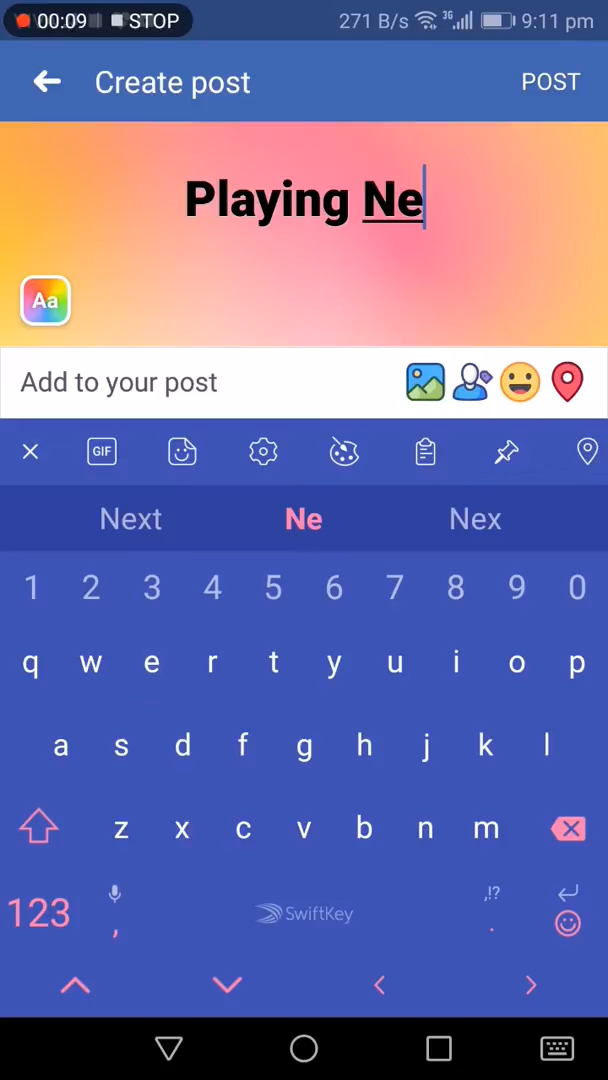 00:09 STOP 271 B/s 3G 9:11 pm
Create post POST
Playing Ne
Aa
Add to your post
GIF
Next Ne Nex
1 2 3 4 5 6 7 8 9 0
q w e r t y u i o p
a s d f g h j k l
z x c v b n m
123 , SwiftKey ,!? .